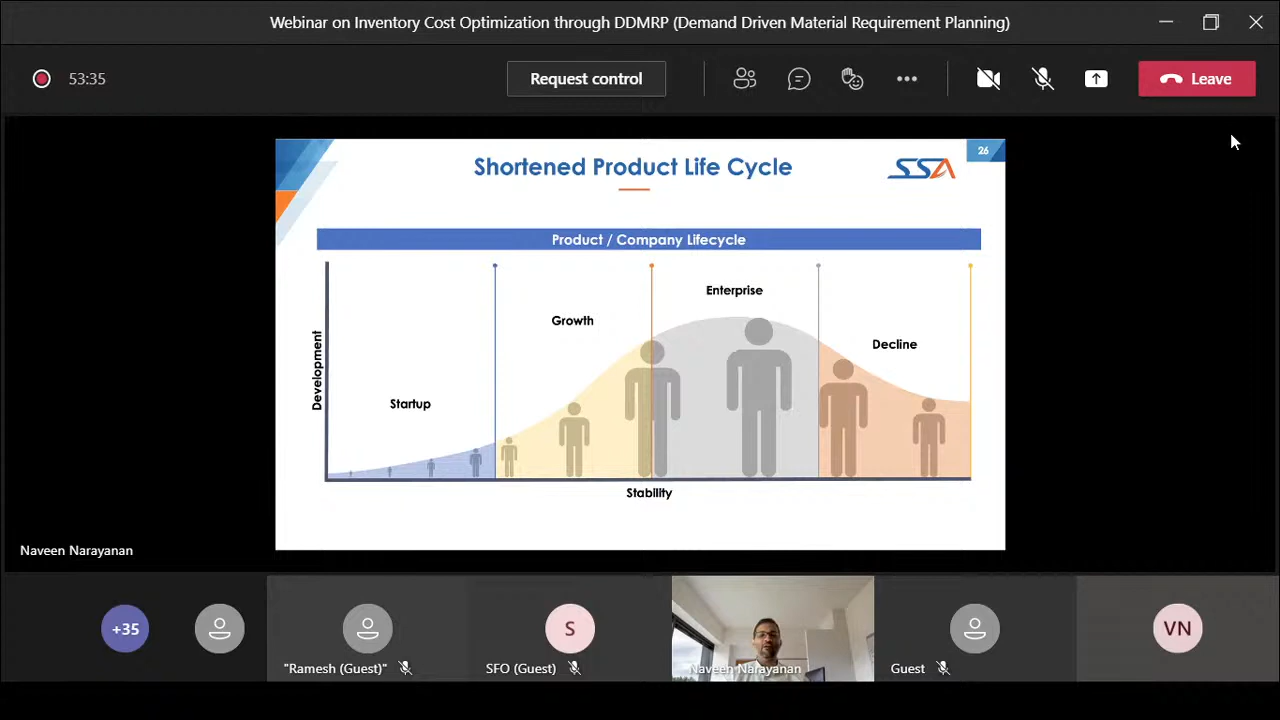 Webinar on Inventory Cost Optimization through DDMRP (Demand Driven Material Requirement Planning)
53:35
Request control
Leave
Shortened Product Life Cycle
SSA
26
Product / Company Lifecycle
Enterprise
Growth
Decline
Development
Startup
Stability
Naveen Narayanan
+35
S
VN
"Ramesh (Guest)"
SFO (Guest)
Naveen Narayanan
Guest